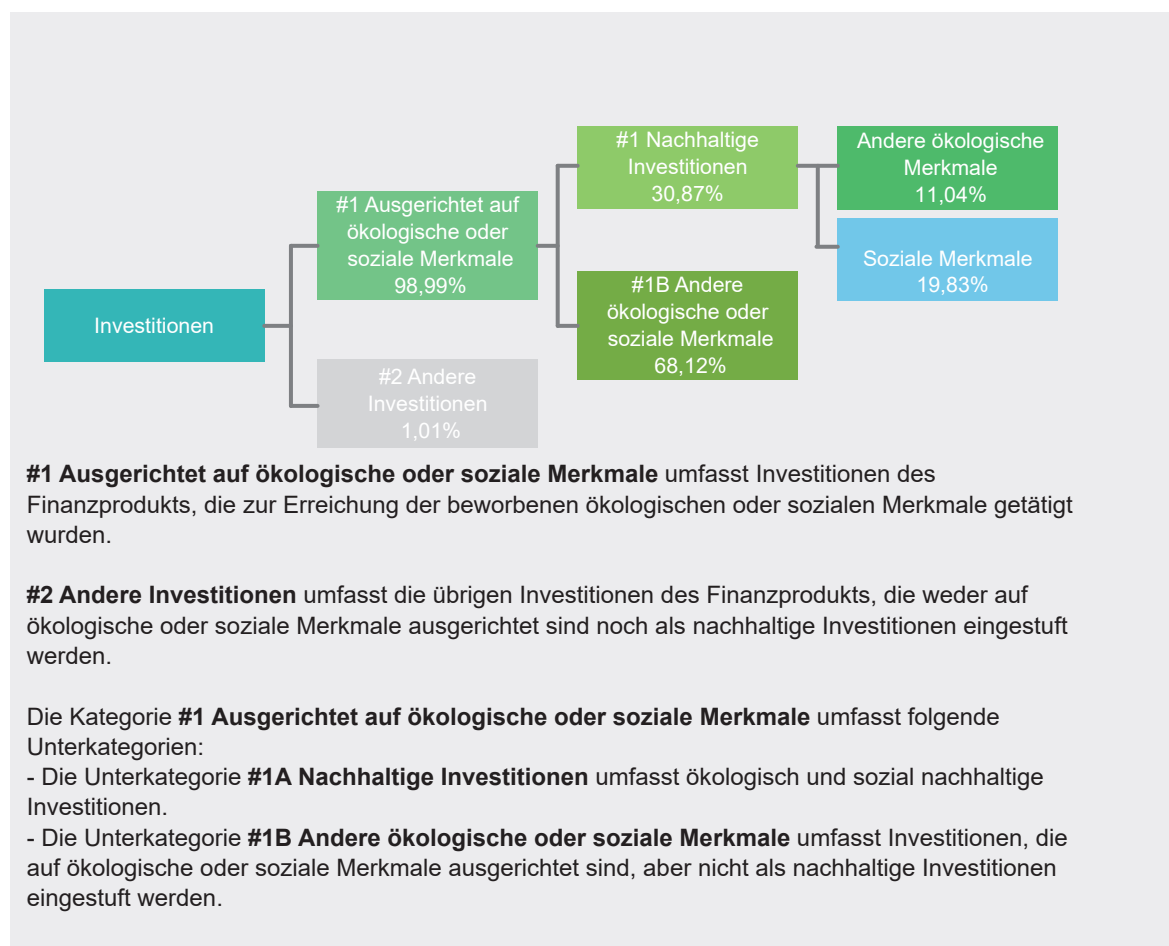 #1 Nachhaltige
Investitionen
30,87%
Andere ökologische
Merkmale
11,04%
#1 Ausgerichtet auf
ökologische oder
soziale Merkmale
98,99%
Soziale Merkmale
19,83%
#1B Andere
ökologische oder
soziale Merkmale
68,12%
Investitionen
#2 Andere
Investitionen
1,01%
#1 Ausgerichtet auf ökologische oder soziale Merkmale umfasst Investitionen des
Finanzprodukts, die zur Erreichung der beworbenen ökologischen oder sozialen Merkmale getätigt
wurden.
#2 Andere Investitionen umfasst die übrigen Investitionen des Finanzprodukts, die weder auf
ökologische oder soziale Merkmale ausgerichtet sind noch als nachhaltige Investitionen eingestuft
werden.
Die Kategorie #1 Ausgerichtet auf ökologische oder soziale Merkmale umfasst folgende
Unterkategorien:
- Die Unterkategorie #1A Nachhaltige Investitionen umfasst ökologisch und sozial nachhaltige
Investitionen.
- Die Unterkategorie #1B Andere ökologische oder soziale Merkmale umfasst Investitionen, die
auf ökologische oder soziale Merkmale ausgerichtet sind, aber nicht als nachhaltige Investitionen
eingestuft werden.